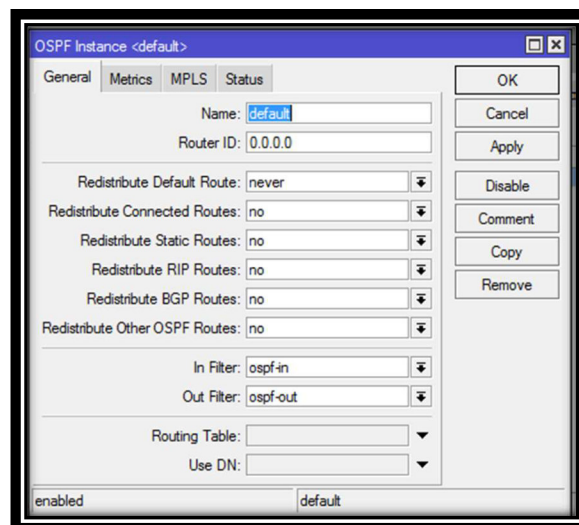 OSPF Instance <default>
General Metrics MPLS Status
Name: default
Router ID: 0.0.0.0
Redistribute Default Route: never
Redistribute Connected Routes: no
Redistribute Static Routes: no
Redistribute RIP Routes: no
Redistribute BGP Routes: no
Redistribute Other OSPF Routes: no
In Filter: ospf-in
Out Filter: ospf-out
Routing Table:
Use DN:
OK
Cancel
Apply
Disable
Comment
Copy
Remove
enabled default